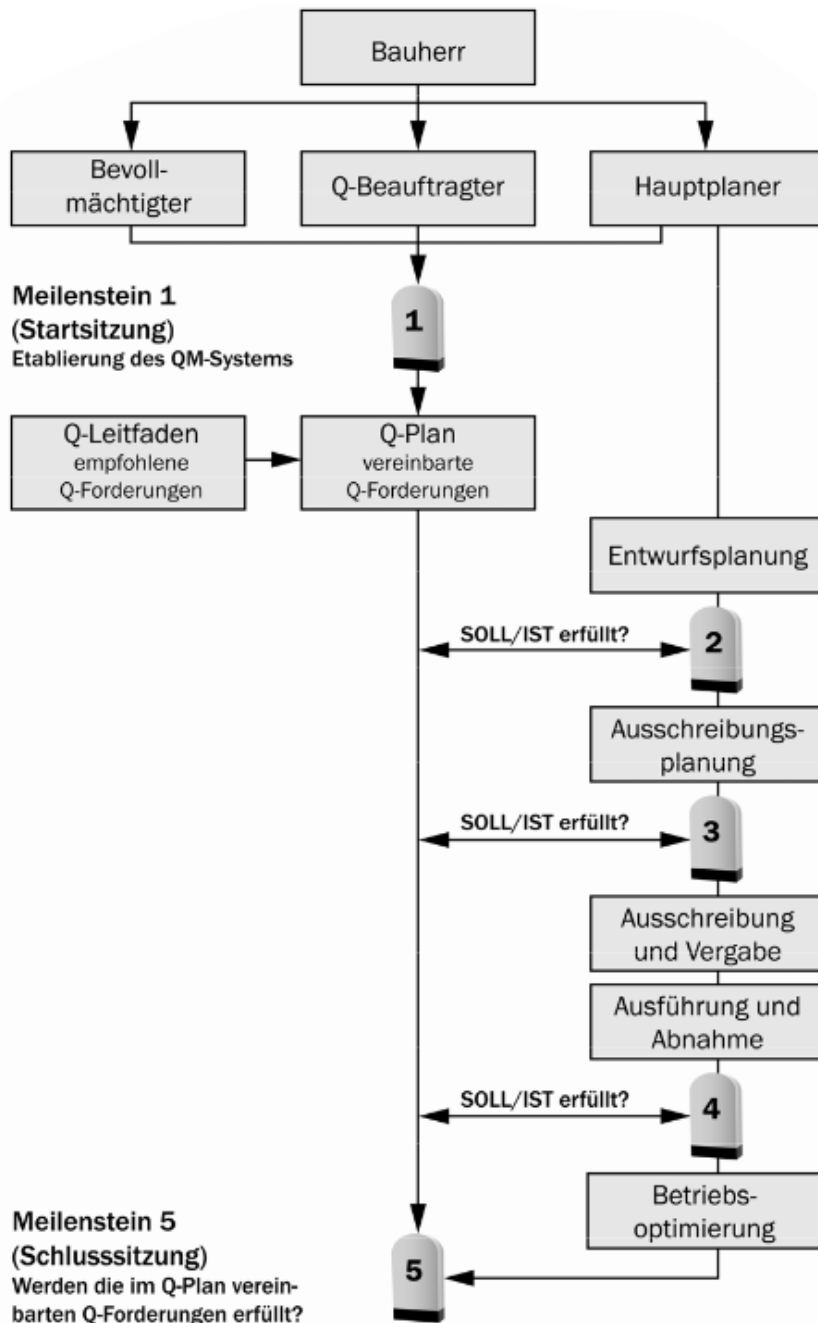 Bauherr
Bevoll-
mächtigter
Q-Beauftragter
Hauptplaner
Meilenstein 1
(Startsitzung)
Etablierung des QM-Systems
1
Q-Leitfaden
empfohlene
Q-Forderungen
Q-Plan
vereinbarte
Q-Forderungen
Entwurfsplanung
SOLL/IST erfüllt?
2
Ausschreibungs-
planung
SOLL/IST erfüllt?
3
Ausschreibung
und Vergabe
Ausführung und
Abnahme
SOLL/IST erfüllt?
4
Betriebs-
optimierung
Meilenstein 5
(Schlusssitzung)
Werden die im Q-Plan verein-
barten Q-Forderungen erfüllt?
5